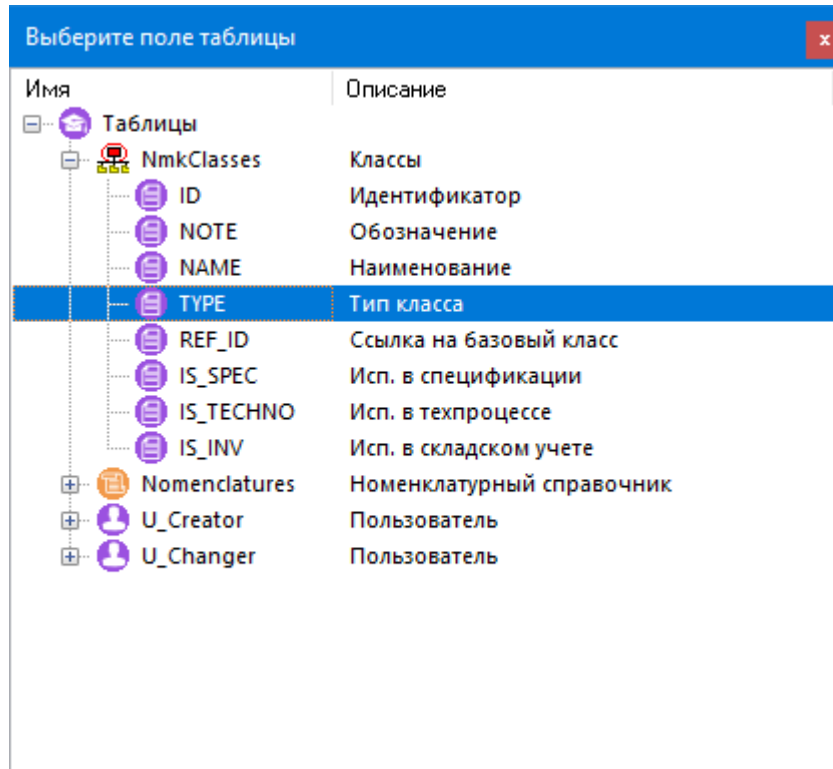 Выберите поле таблицы x
Имя Описание
Таблицы
NmkClasses Классы
ID Идентификатор
NOTE Обозначение
NAME Наименование
TYPE Тип класса
REF_ID Ссылка на базовый класс
IS_SPEC Исп. в спецификации
IS_TECHNO Исп. в техпроцессе
IS_INV Исп. в складском учете
Nomenclatures Номенклатурный справочник
U_Creator Пользователь
U_Changer Пользователь